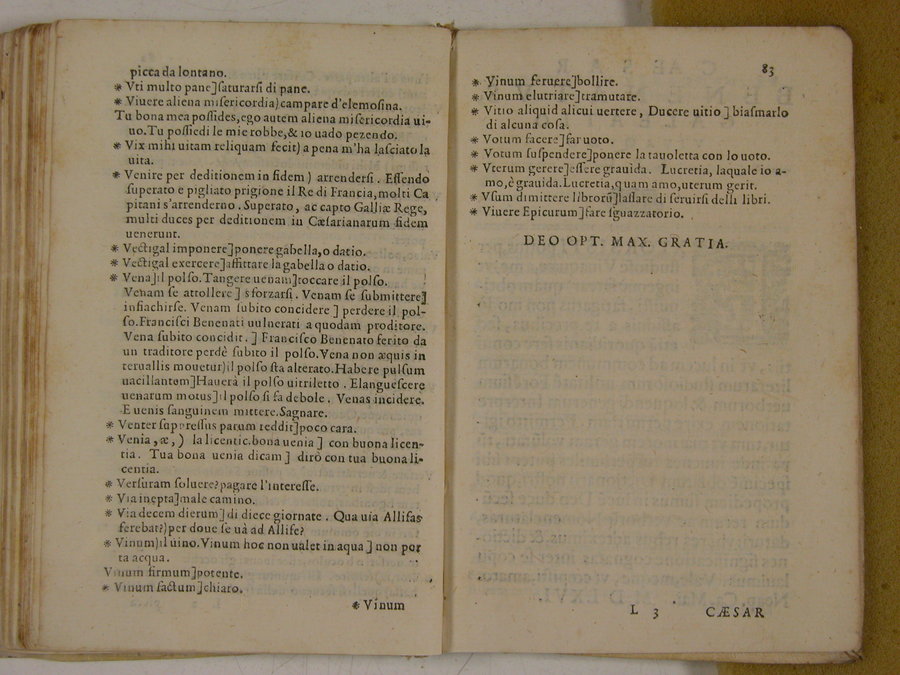 picca da lontano.
* Vti multo pane]ſaturarſi di pane.
* Viuere aliena miſericordia)campare d'elemoſina.
Tu bona mea poſſides,ego autem aliena miſericordia ui-
uo.Tu poſſiedi le mie robbe,& io uado pezendo.
* Vix mihi uitam reliquam fecit) a pena m'ha laſciato la
uita.
* Venire per deditionem in fidem) arrenderſi. Eſſendo
ſuperato e pigliato prigione il Re di Francia,molti Ca
pitani s'arrenderno. Superato, ac capto Galliæ Rege,
multi duces per deditionem in Cæſarianarum fidem
uenerunt.
* Vectigal imponere]ponere gabella,o datio.
* Vectigal exercere]affittare la gabella o datio.
* Vena)il polſo.Tangere uenam]toccare il polſo.
Venam ſe attollere] sforzarſi. Venam ſe ſubmittere]
infiachirſe. Venam ſubito concidere] perdere il pol-
ſo.Franciſci Benenati uulnerati a quodam proditore.
Vena ſubito concidit.] Franciſco Benenato ferito da
un traditore perdè ſubito il polſo.Vena non æquis in
teruallis mouetur)il polſo ſta alterato.Habere pulſum
uacillantem]Hauerà il polſo uitriletto. Elangueſcere
uenarum motus]il polſo ſi fa debole. Venas incidere.
E uenis ſanguinem mittere.Sagnare.
* Venter ſuppreſſus parum reddit]poco cara.
* Venia,æ,) la licentie.bona uenia] con buona licen-
tia. Tua bona uenia dicam] dirò con tua buona li-
centia.
* Verſuram ſoluere?pagare l'intereſſe.
* Via inepta]male camino.
* Via decem dierum] di diece giornate. Qua uia Allifas
ferebat?)per doue ſe uà ad Allife?
* Vinum)il uino.Vinum hoc non ualet in aqua] non por
ta acqua.
Vinum firmum]potente.
* Vinum factum]chiaro.
* Vinum
83
* Vinum feruere]bollire.
* Vinum elutriare]tramutare.
* Vitio aliquid alicui uertere, Ducere uitio] biaſmarlo
di alcuna coſa.
* Votum facere]far uoto.
* Votum ſuſpendere]ponere la tauoletta con lo uoto.
* Vterum gerere]eſſere grauida. Lucretia, laquale io a-
mo,è grauida.Lucretia,quam amo,uterum gerit.
* Vſum dimittere librorũ]laſſare di ſeruirſi delli libri.
* Viuere Epicurum]fare ſguazzatorio.
DEO OPT. MAX. GRATIA.
L 3 CÆSAR